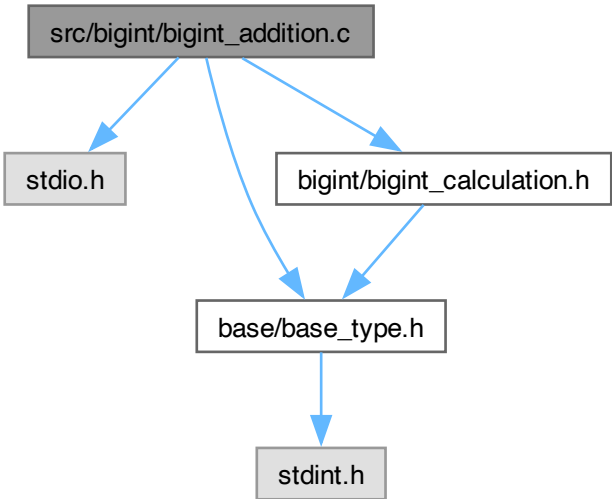 src/bigint/bigint_addition.c
stdio.h
bigint/bigint_calculation.h
base/base_type.h
stdint.h